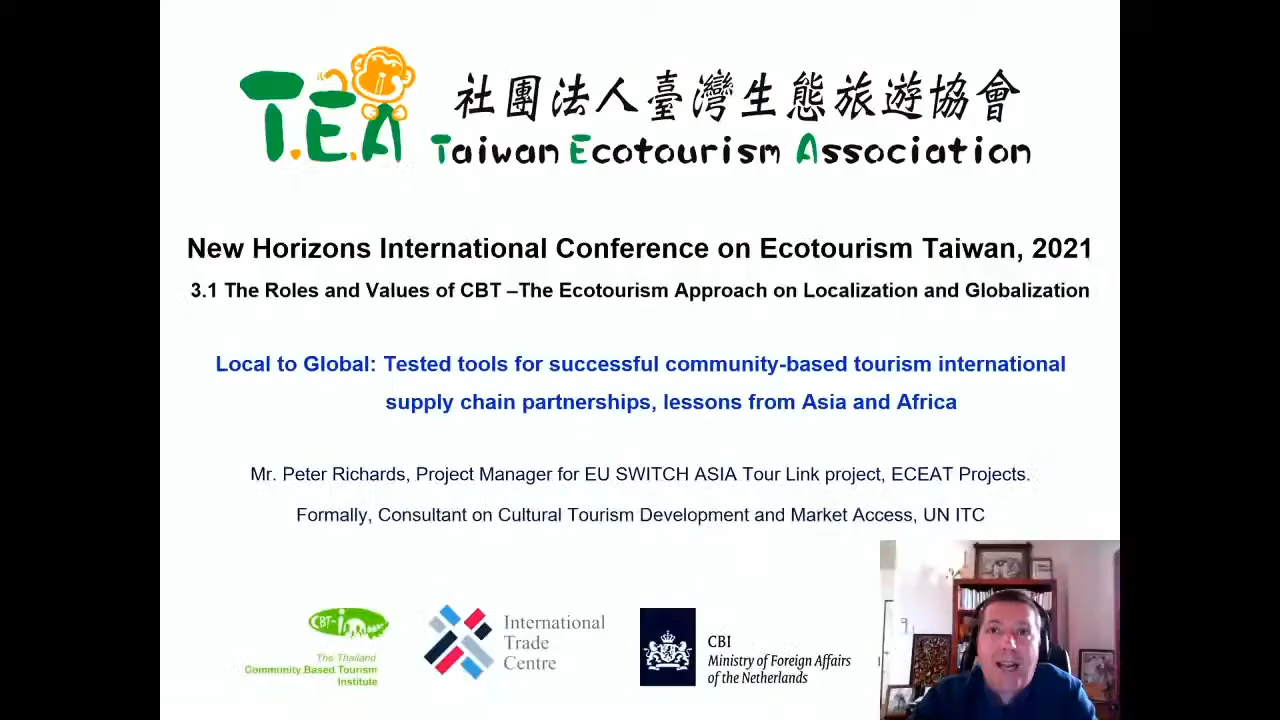 T.E.A
社團法人臺灣生態旅遊協會
Taiwan Ecotourism Association
New Horizons International Conference on Ecotourism Taiwan, 2021
3.1 The Roles and Values of CBT –The Ecotourism Approach on Localization and Globalization
Local to Global: Tested tools for successful community-based tourism international
supply chain partnerships, lessons from Asia and Africa
Mr. Peter Richards, Project Manager for EU SWITCH ASIA Tour Link project, ECEAT Projects.
Formally, Consultant on Cultural Tourism Development and Market Access, UN ITC
CBT-i
The Thailand
Community Based Tourism
Institute
International
Trade
Centre
CBI
Ministry of Foreign Affairs
of the Netherlands